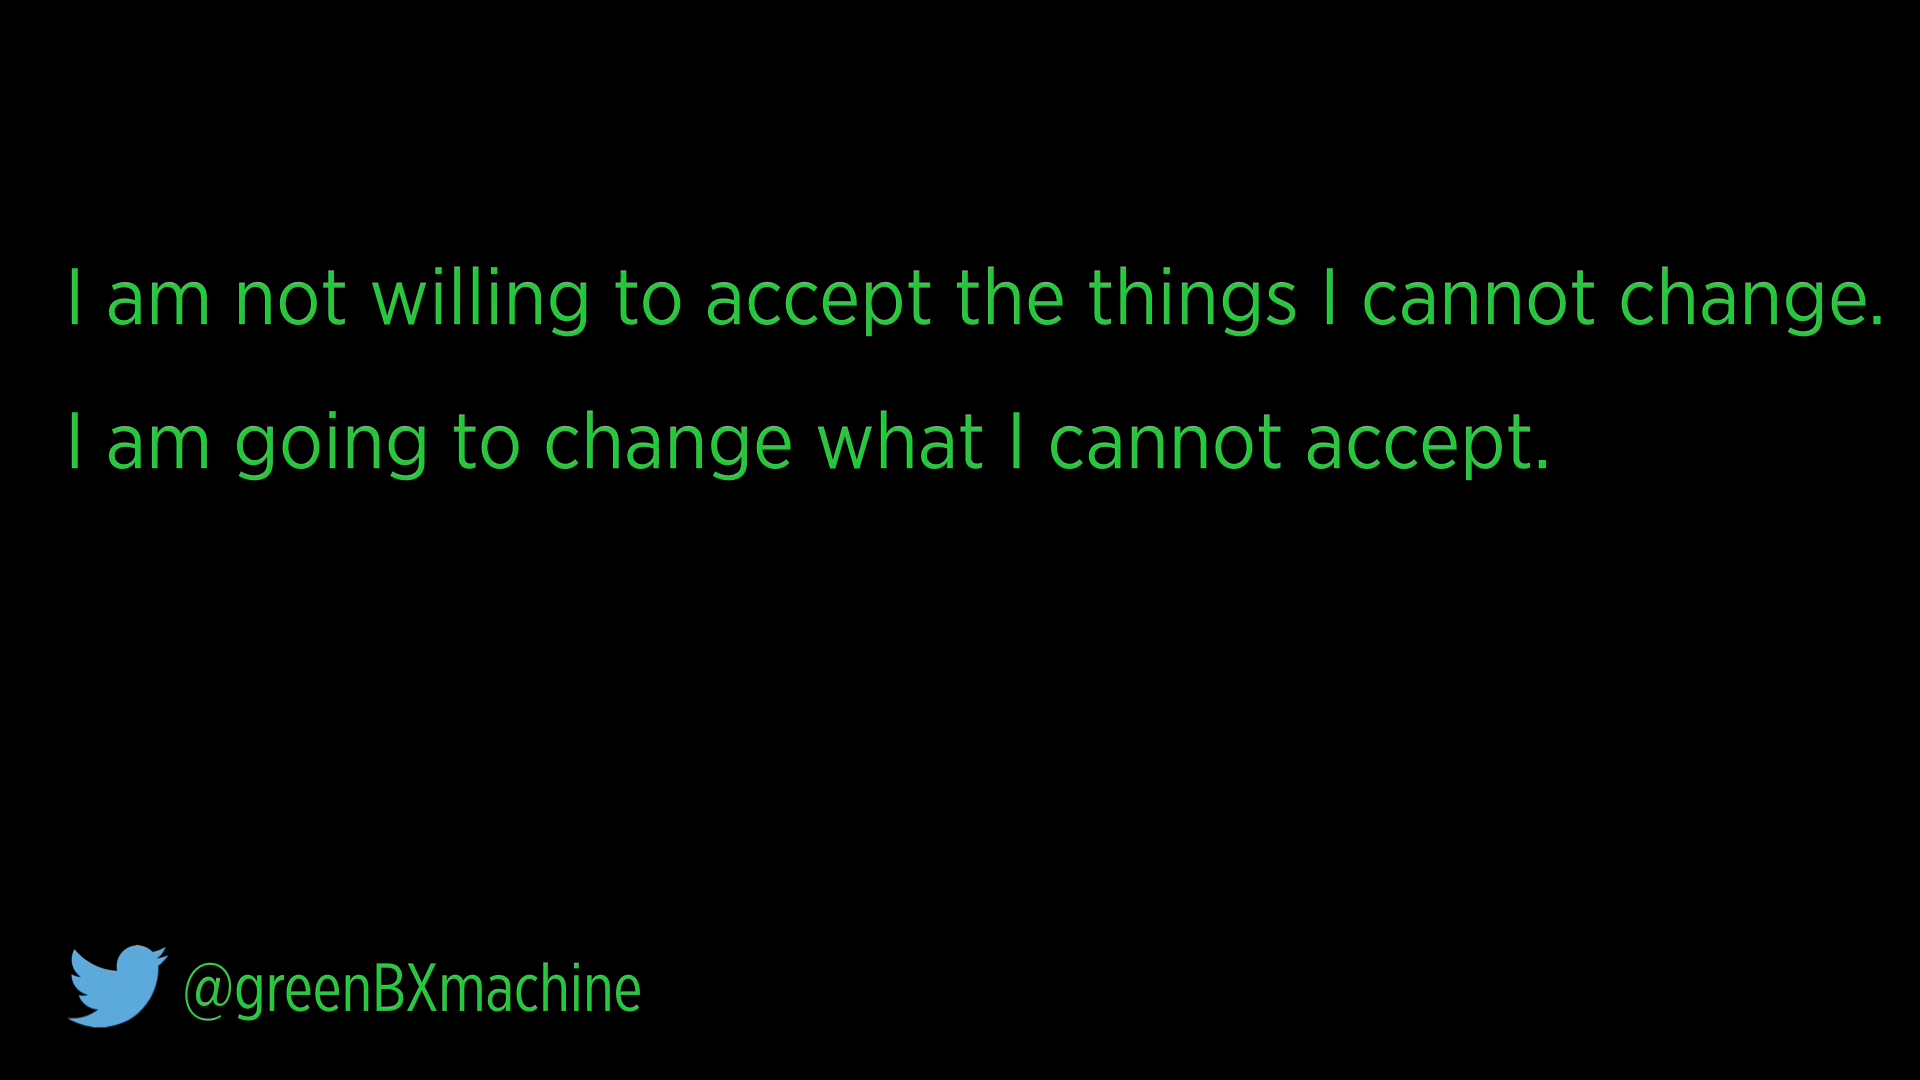 I am not willing to accept the things I cannot change.
I am going to change what I cannot accept.
@greenBXmachine